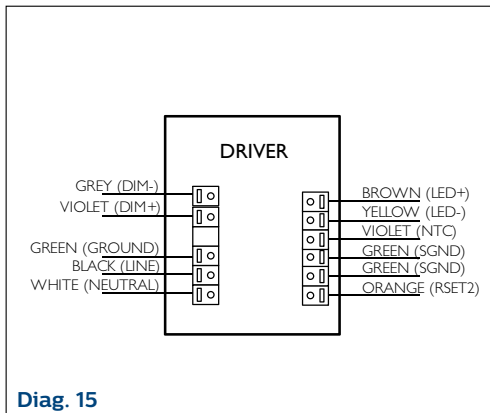 DRIVER
GREY (DIM-)
VIOLET (DIM+)
GREEN (GROUND)
BLACK (LINE)
WHITE (NEUTRAL)
BROWN (LED+)
YELLOW (LED-)
VIOLET (NTC)
GREEN (SGND)
GREEN (SGND)
ORANGE (RSET2)
Diag. 15